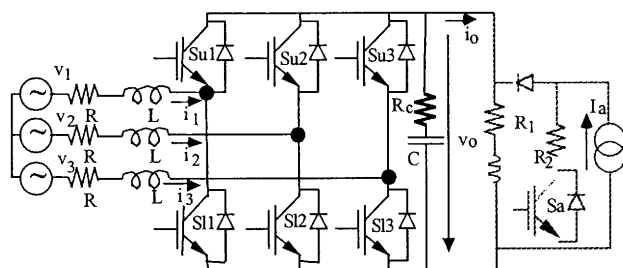 Su1
Su2
Su3
io
v1
R
L
i1
Rc
C
vo
R1
R2
Ia
v2
R
L
i2
v3
R
L
i3
Sl1
Sl2
Sl3
Sa